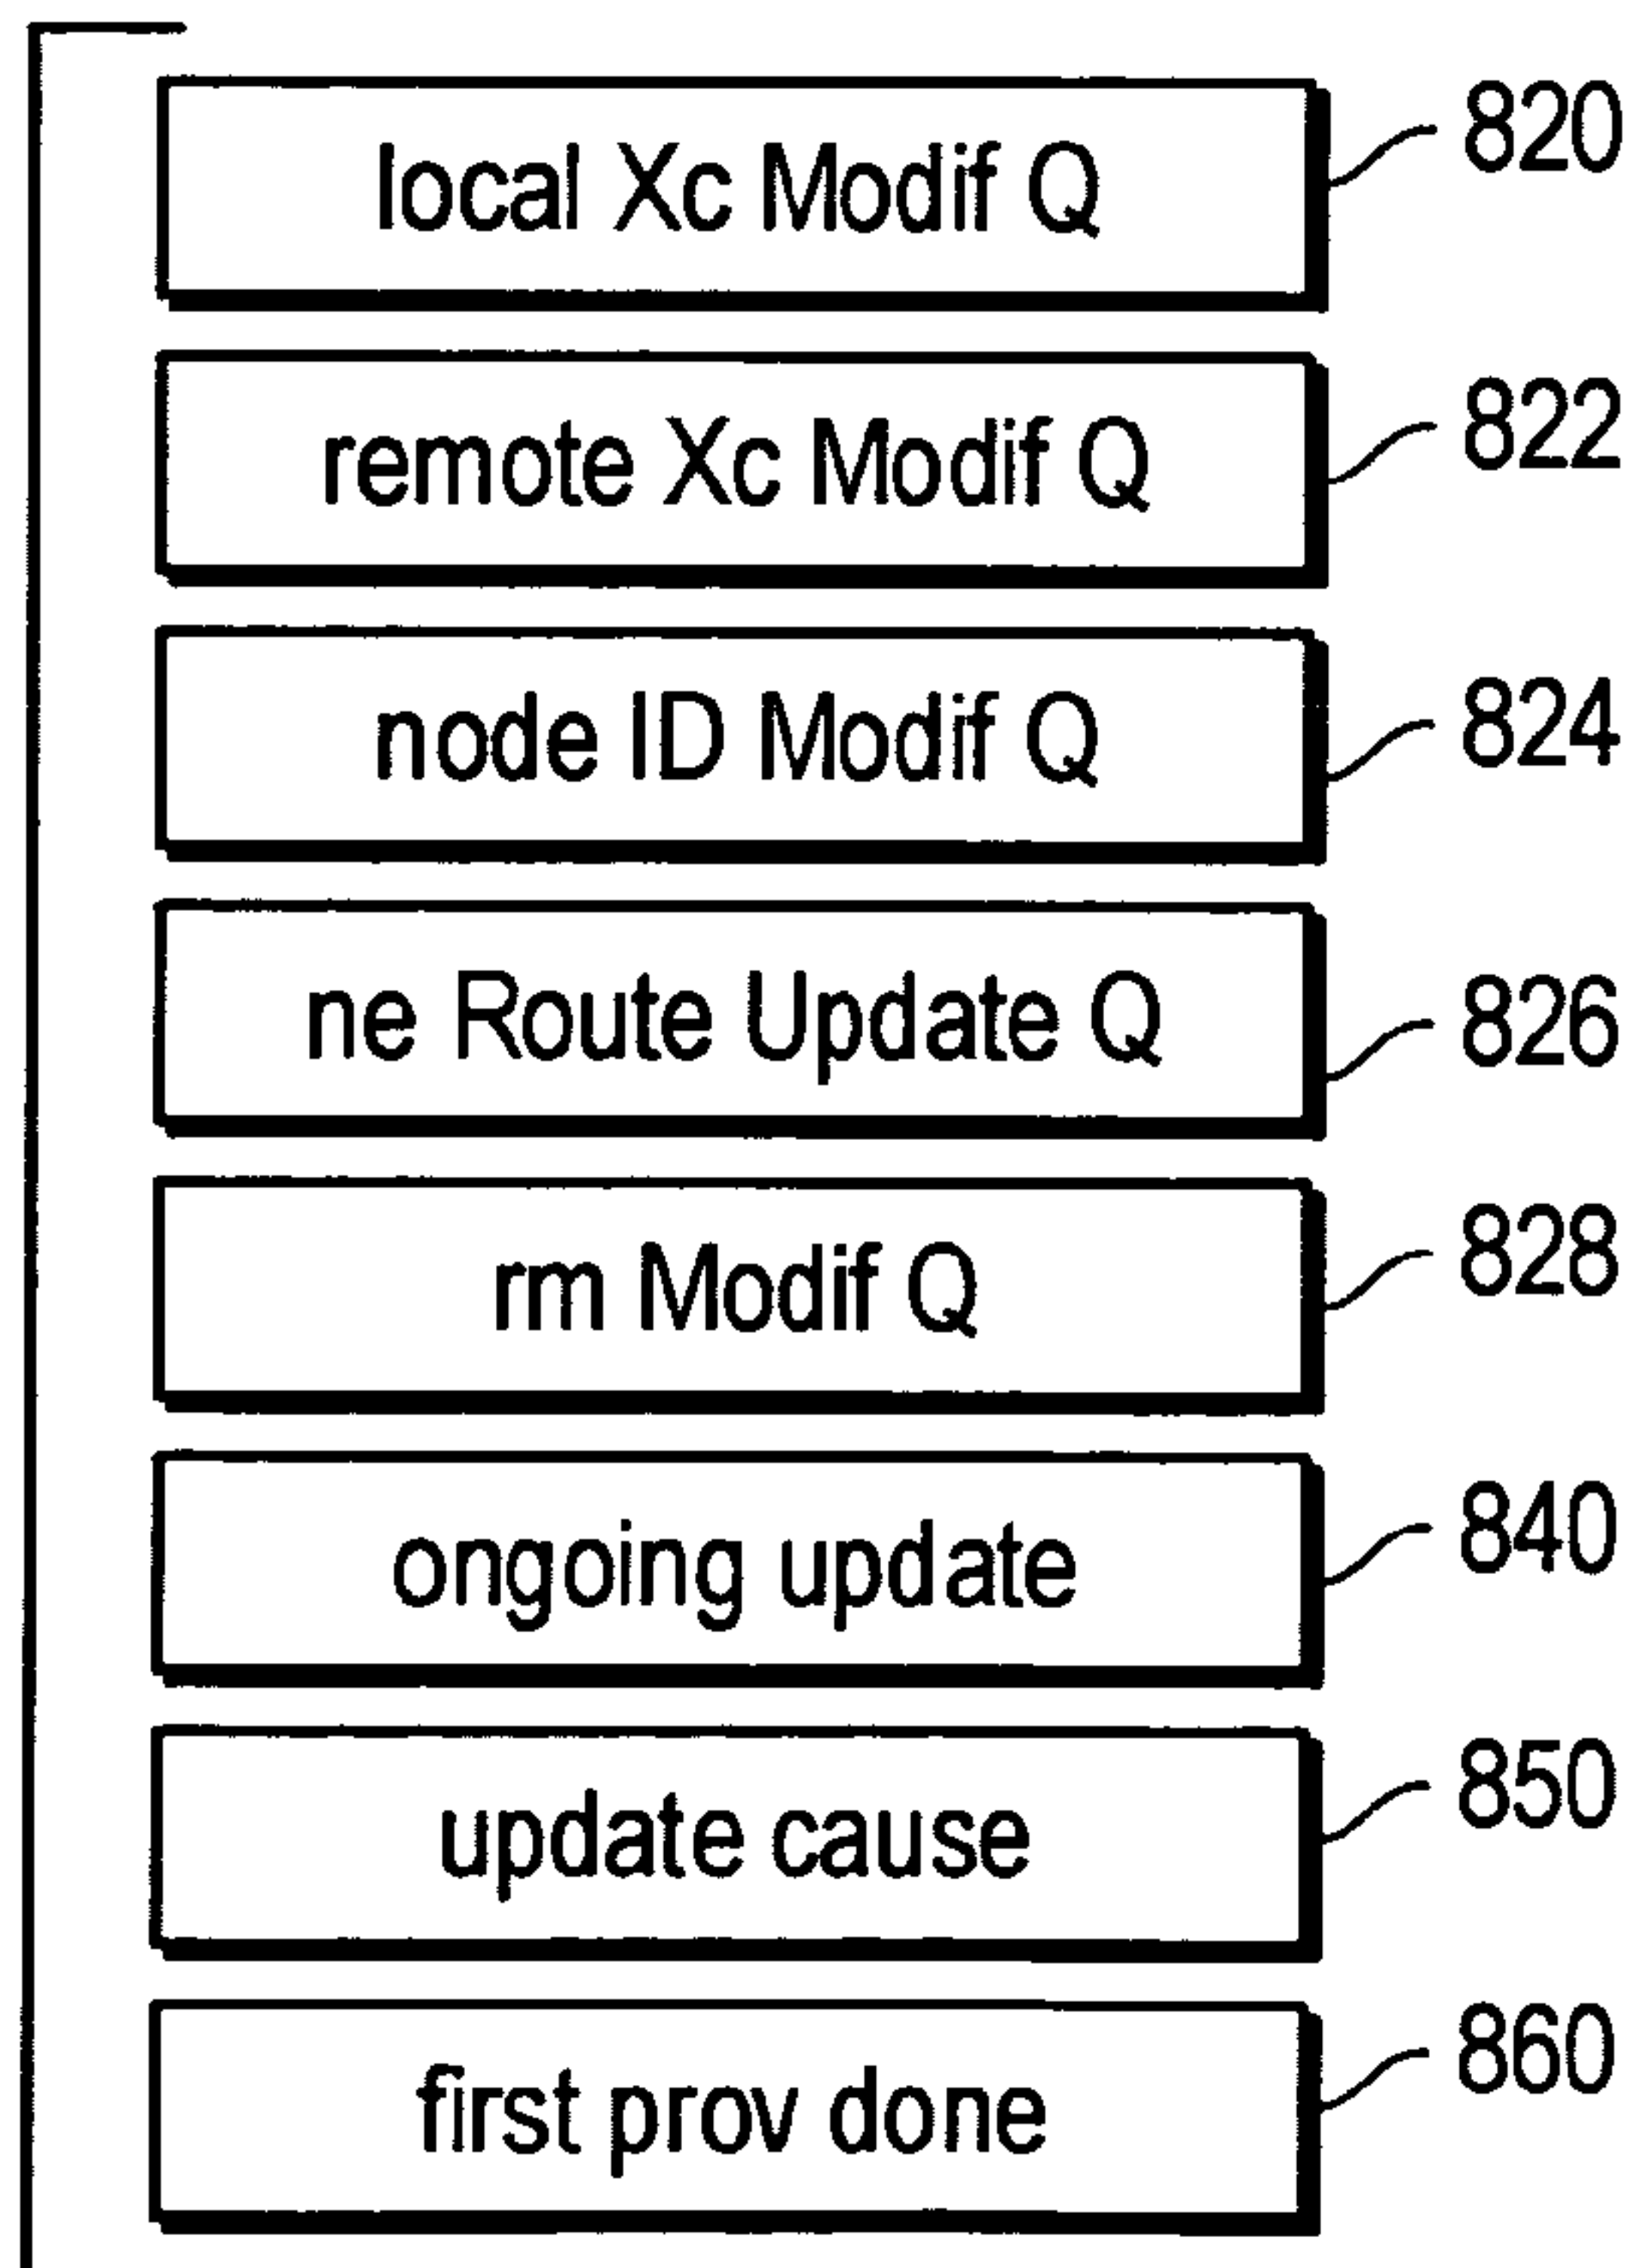 local Xc Modif Q 820
remote Xc Modif Q 822
node ID Modif Q 824
ne Route Update Q 826
rm Modif Q 828
ongoing update 840
update cause 850
first prov done 860